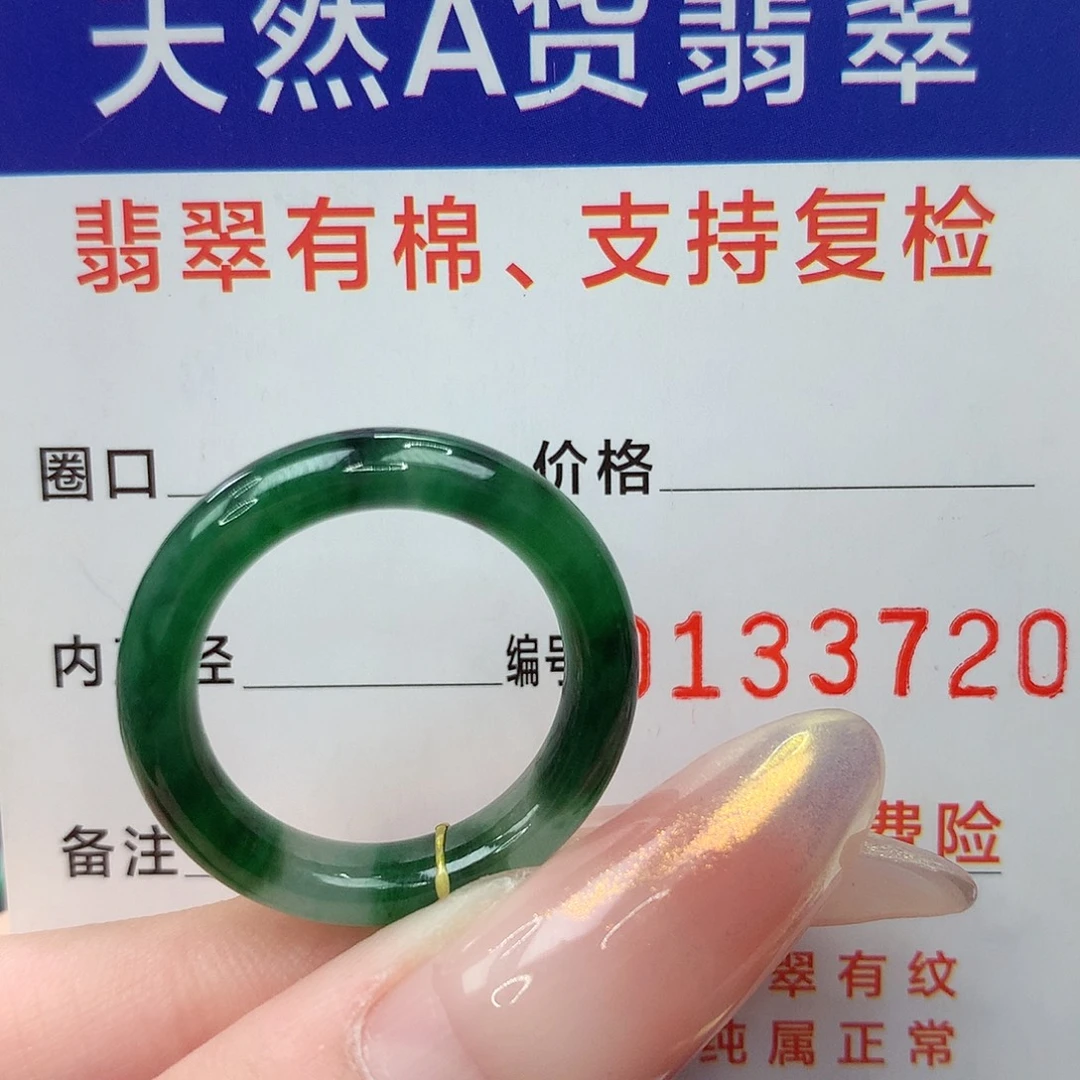 天然A货翡翠
翡翠有棉、支持复检
圈口 价格
内 径 编号 0133720
备注 费险
翠有纹
纯属正常